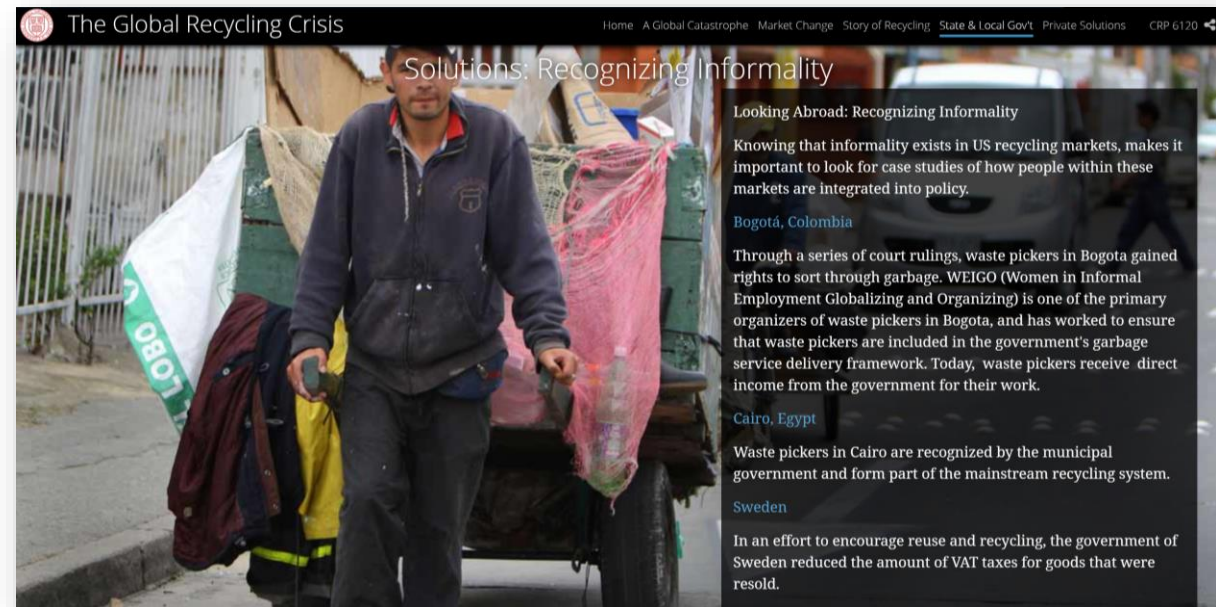 The Global Recycling Crisis
Home A Global Catastrophe Market Change Story of Recycling State & Local Gov't Private Solutions CRP 6120
Solutions: Recognizing Informality
Looking Abroad: Recognizing Informality
Knowing that informality exists in US recycling markets, makes it
important to look for case studies of how people within these
markets are integrated into policy.
Bogotá, Colombia
Through a series of court rulings, waste pickers in Bogota gained
rights to sort through garbage. WEIGO (Women in Informal
Employment Globalizing and Organizing) is one of the primary
organizers of waste pickers in Bogota, and has worked to ensure
that waste pickers are included in the government's garbage
service delivery framework. Today, waste pickers receive direct
income from the government for their work.
Cairo, Egypt
Waste pickers in Cairo are recognized by the municipal
government and form part of the mainstream recycling system.
Sweden
In an effort to encourage reuse and recycling, the government of
Sweden reduced the amount of VAT taxes for goods that were
resold.
LOBO